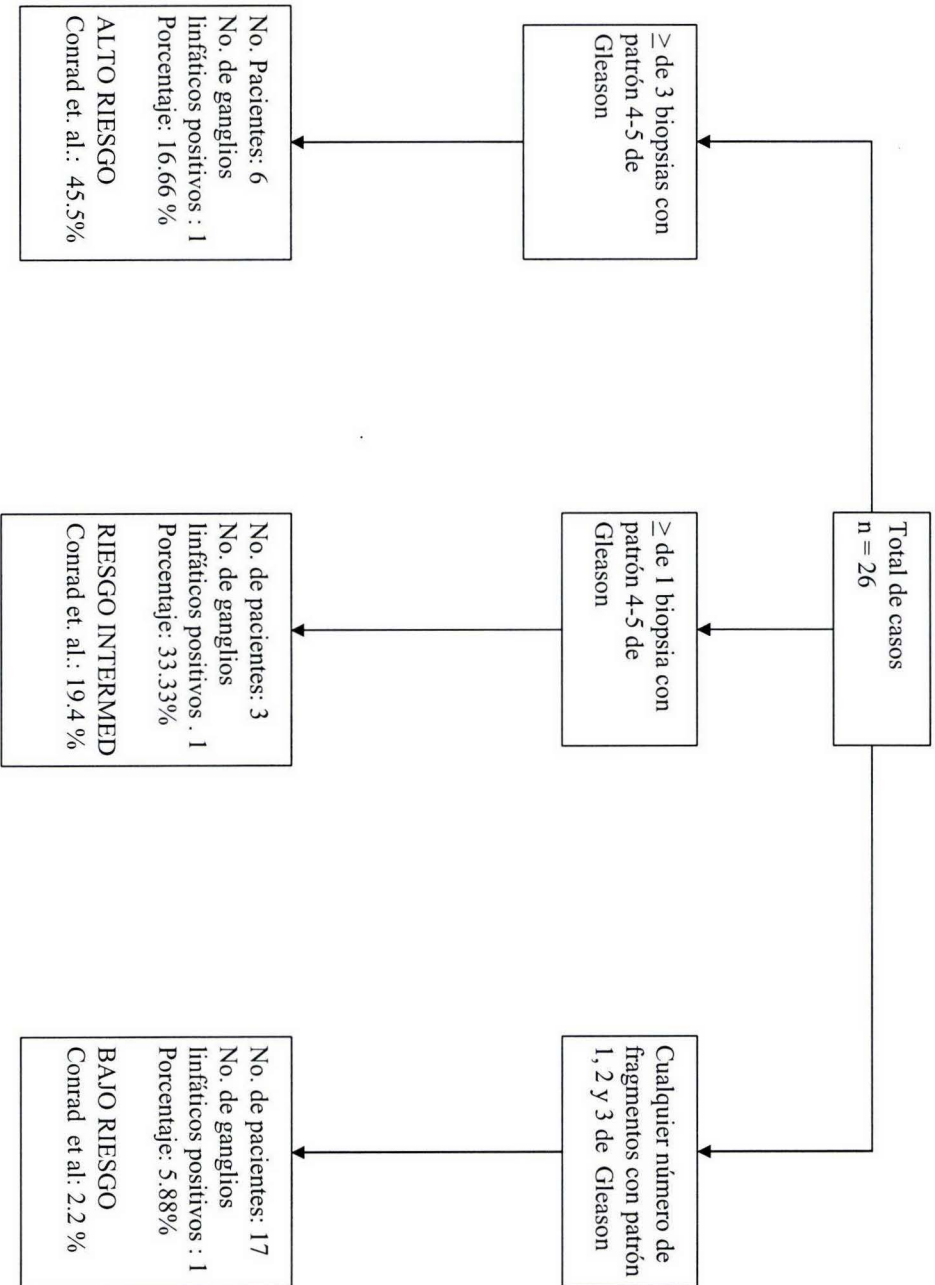 Total de casos
n = 26
≥ de 3 biopsias con
patrón 4-5 de
Gleason
≥ de 1 biopsia con
patrón 4-5 de
Gleason
Cualquier número de
fragmentos con patrón
1, 2 y 3 de Gleason
No. Pacientes: 6
No. de ganglios
linfáticos positivos : 1
Porcentaje: 16.66 %
ALTO RIESGO
Conrad et. al.: 45.5%
No. de pacientes: 3
No. de ganglios
linfáticos positivos . 1
Porcentaje: 33.33%
RIESGO INTERMED
Conrad et. al.: 19.4 %
No. de pacientes: 17
No. de ganglios
linfáticos positivos : 1
Porcentaje: 5.88%
BAJO RIESGO
Conrad et al: 2.2 %